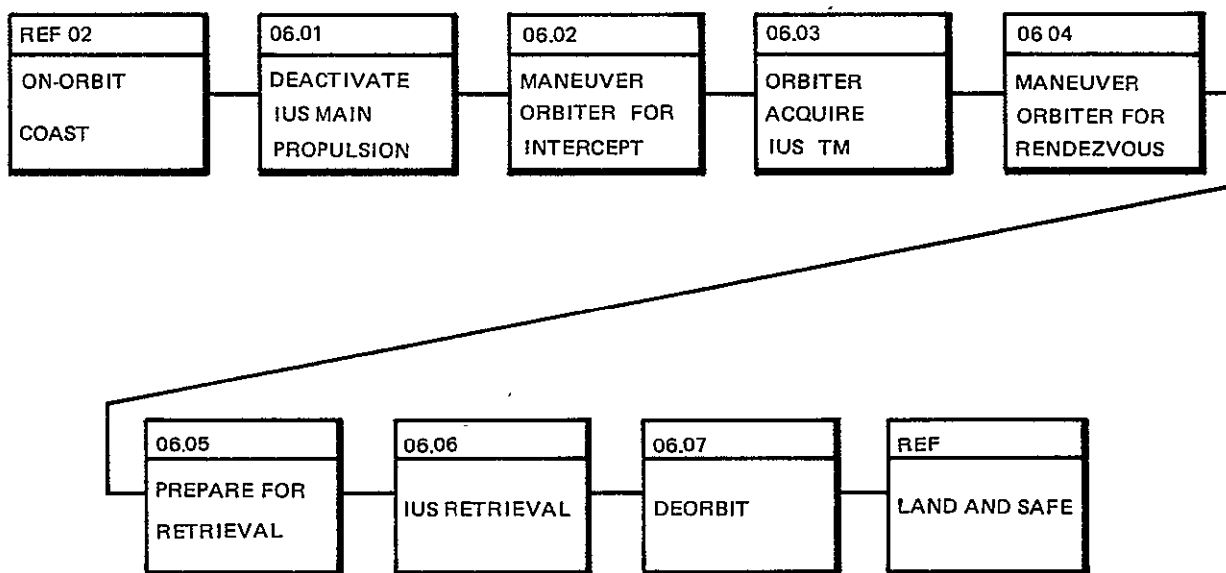 REF 02
ON-ORBIT
COAST
06.01
DEACTIVATE
IUS MAIN
PROPULSION
06.02
MANEUVER
ORBITER FOR
INTERCEPT
06.03
ORBITER
ACQUIRE
IUS TM
06 04
MANEUVER
ORBITER FOR
RENDEZVOUS
06.05
PREPARE FOR
RETRIEVAL
06.06
IUS RETRIEVAL
06.07
DEORBIT
REF
LAND AND SAFE